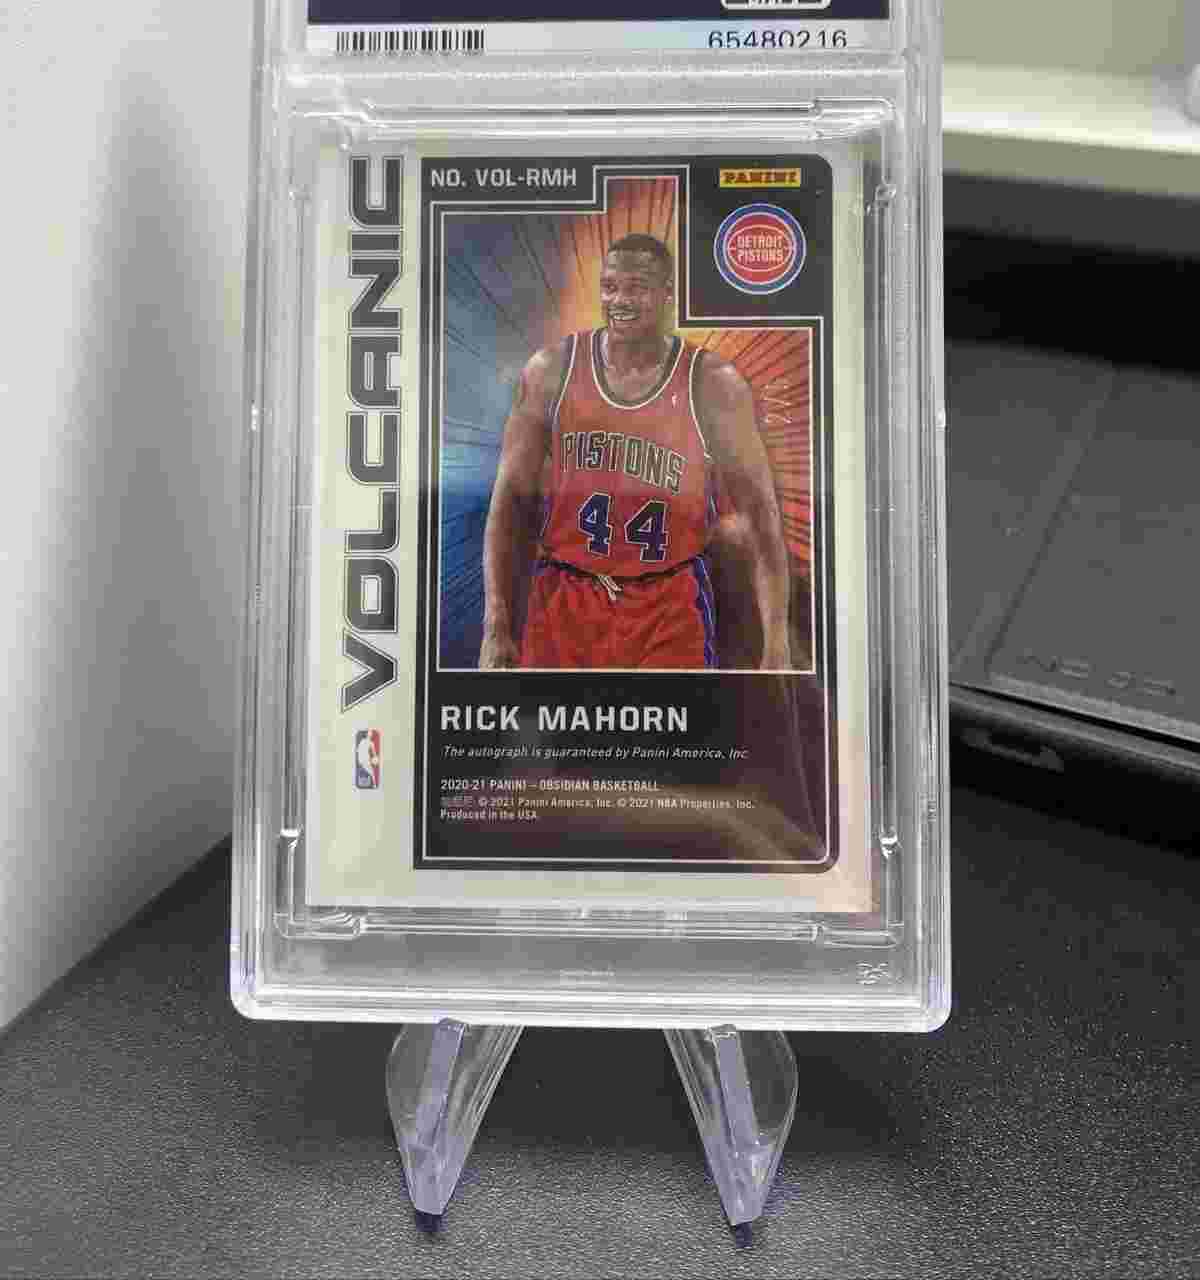 65480216
NO. VOL-RMH
PANINI
DETROIT
PISTONS
VOLCANIC
PISTONS
44
RICK MAHORN
The autograph is guaranteed by Panini America, Inc.
2020-21 PANINI – OBSIDIAN BASKETBALL
© 2021 Panini America, Inc. © 2021 NBA Properties, Inc.
Produced in the USA.